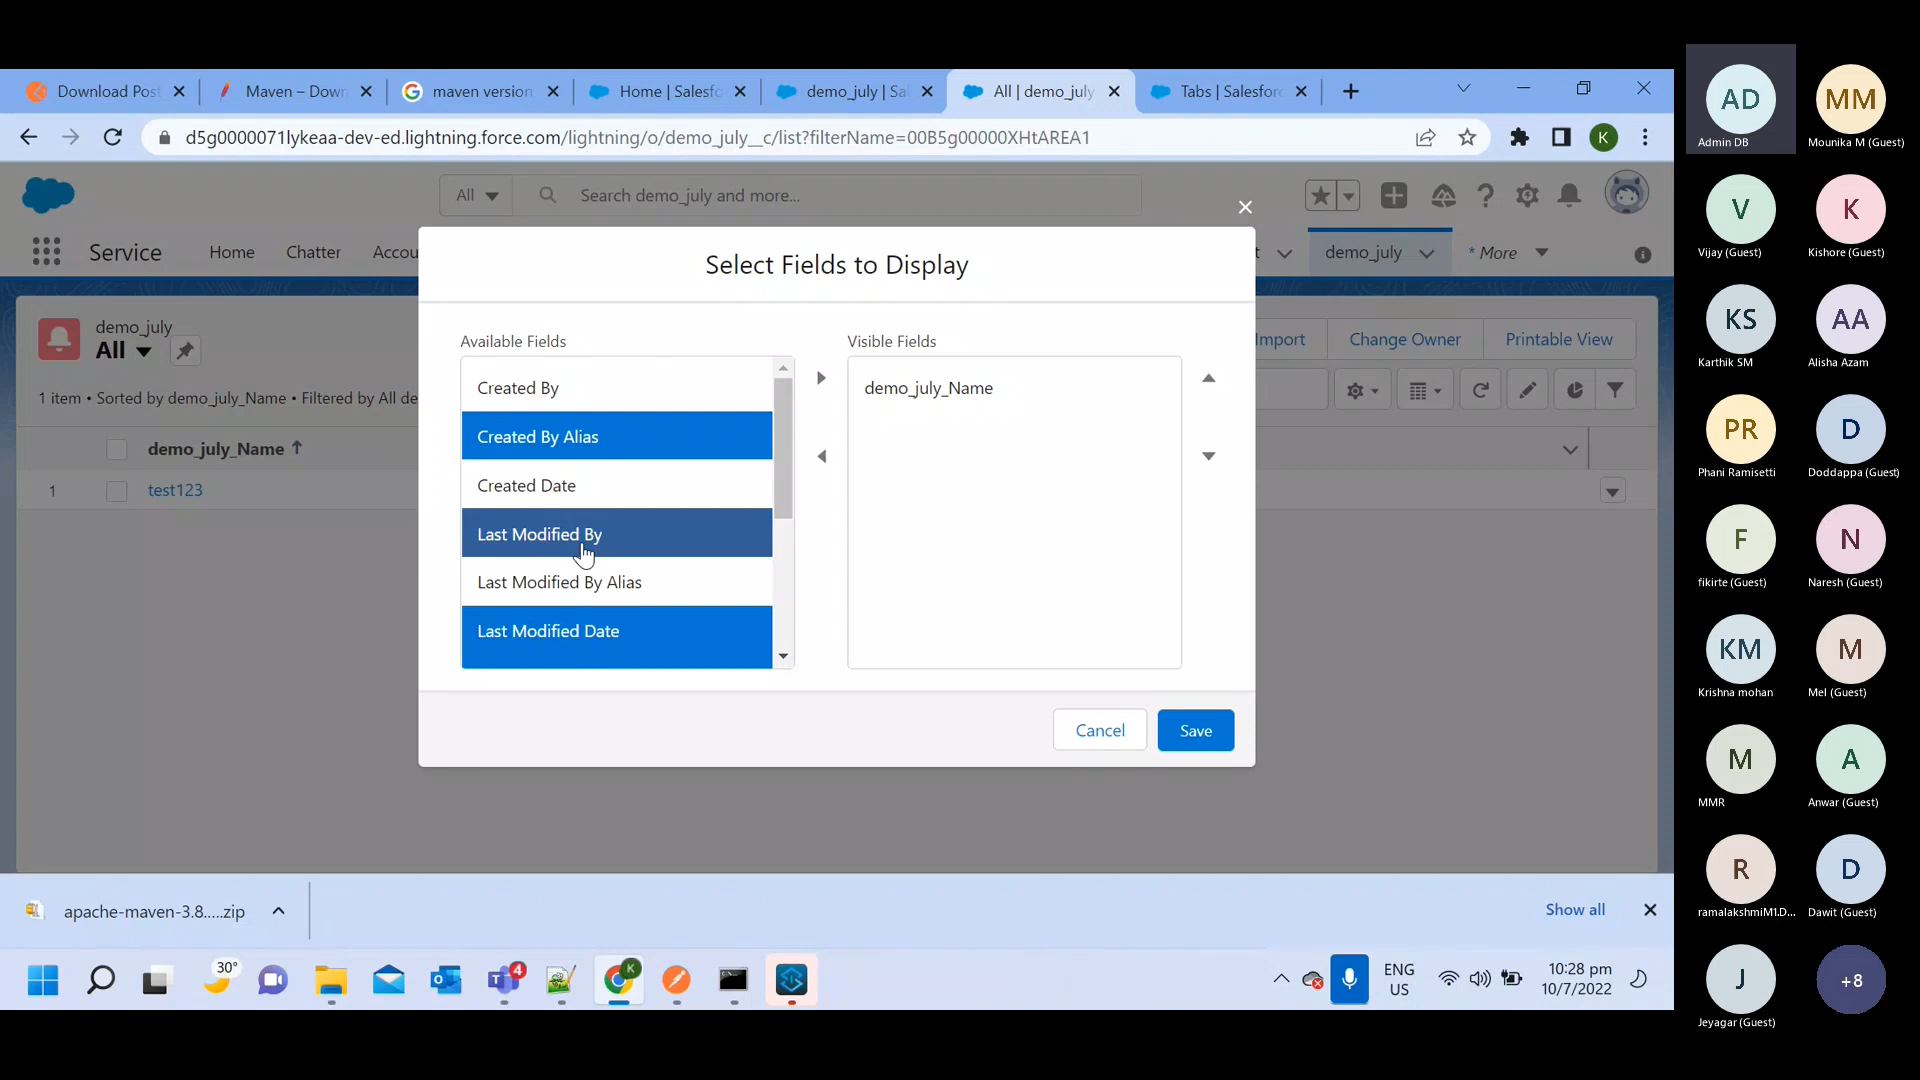 Download Post
Maven – Down
maven version
Home | Salesfo
demo_july | Sal
All | demo_july
Tabs | Salesforc
d5g0000071lykeaa-dev-ed.lightning.force.com/lightning/o/demo_july__c/list?filterName=00B5g00000XHtAREA1
K
All
Search demo_july and more...
Service
Home
Chatter
Accou
t
demo_july
* More
Select Fields to Display
demo_july
All
Import
Change Owner
Printable View
1 item • Sorted by demo_july_Name • Filtered by All de
demo_july_Name
1
test123
Available Fields
Created By
Created By Alias
Created Date
Last Modified By
Last Modified By Alias
Last Modified Date
Visible Fields
demo_july_Name
Cancel
Save
apache-maven-3.8.....zip
Show all
30°
4
K
ENG
US
10:28 pm
10/7/2022
AD
Admin DB
MM
Mounika M (Guest)
V
Vijay (Guest)
K
Kishore (Guest)
KS
Karthik SM
AA
Alisha Azam
PR
Phani Ramisetti
D
Doddappa (Guest)
F
fikirte (Guest)
N
Naresh (Guest)
KM
Krishna mohan
M
Mel (Guest)
M
MMR
A
Anwar (Guest)
R
ramalakshmiM1.D...
D
Dawit (Guest)
J
Jeyagar (Guest)
+8